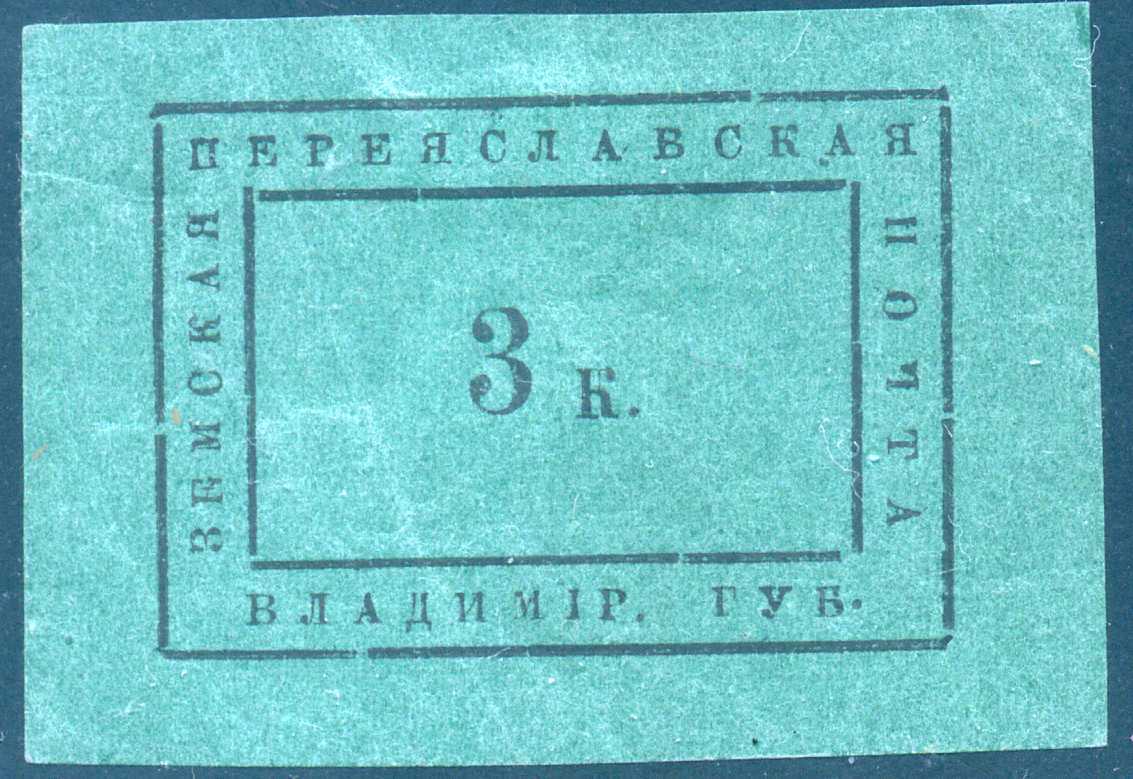 ПЕРЕЯСЛАВСКАЯ
ЗЕМСКАЯ
ПОЧТА
3 К.
ВЛАДИМІР. ГУБ.